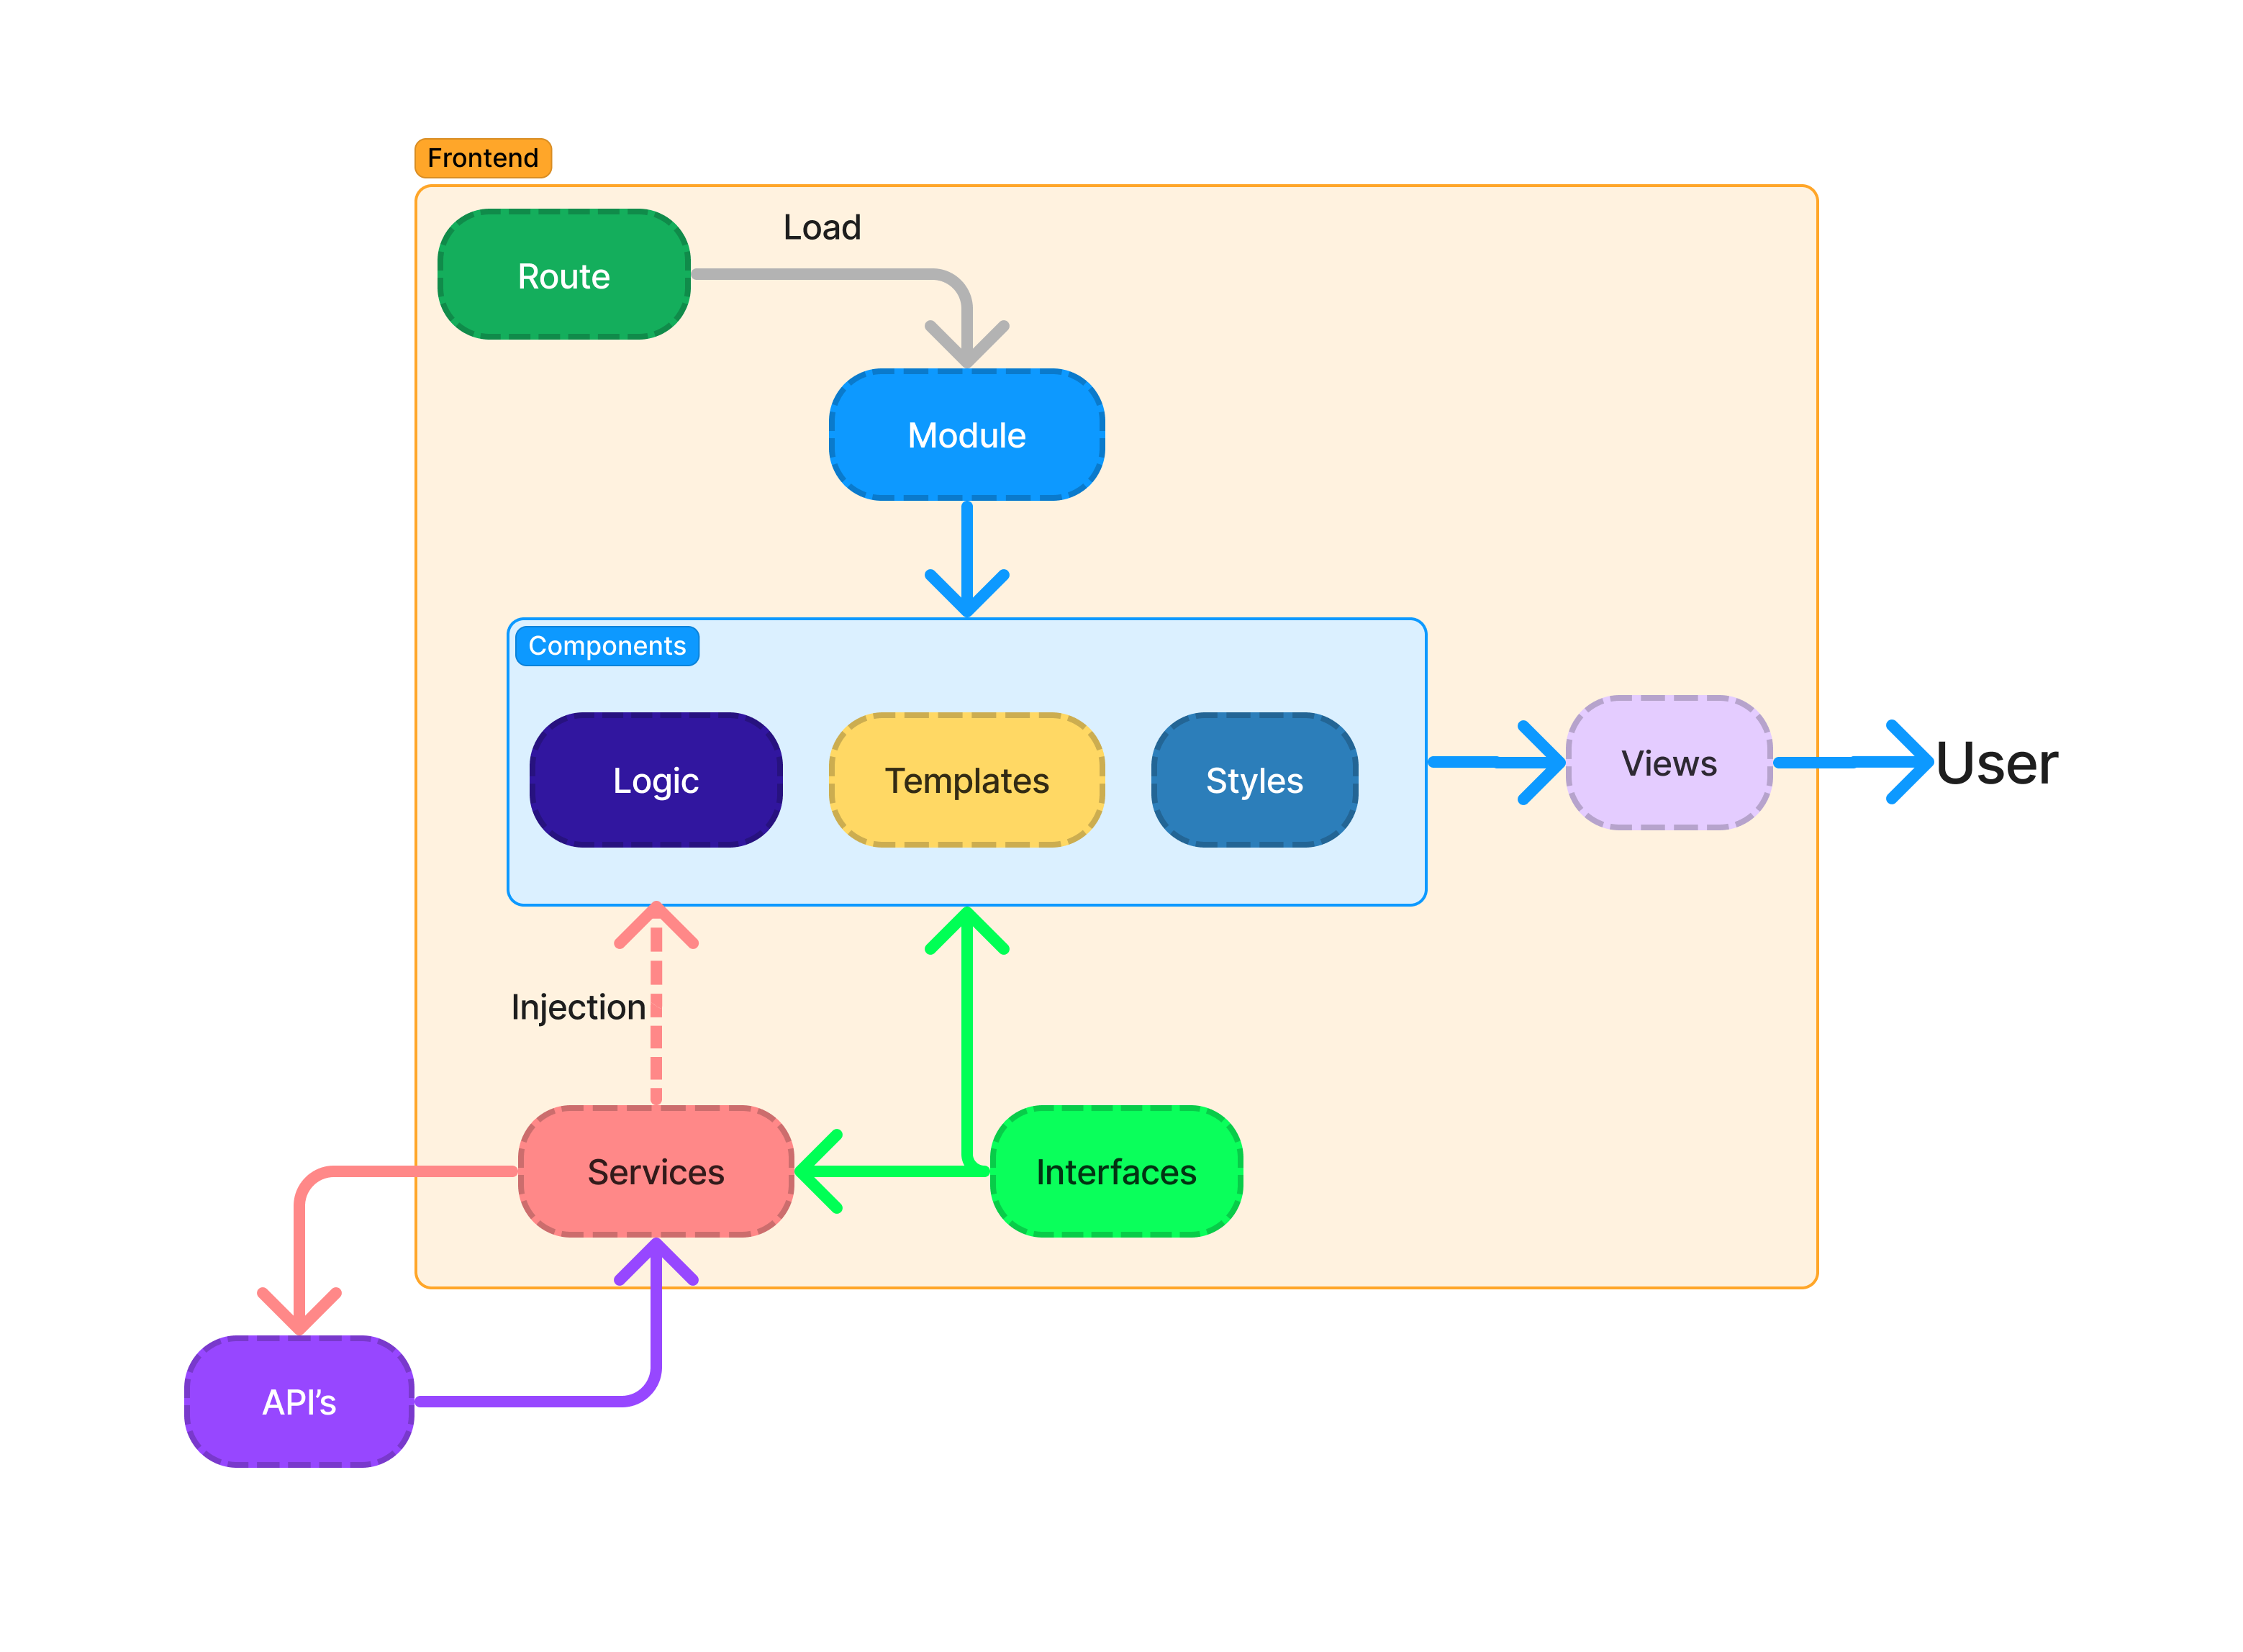 Frontend
Route
Load
Module
Components
Logic
Templates
Styles
Views
User
Injection
Services
Interfaces
API's